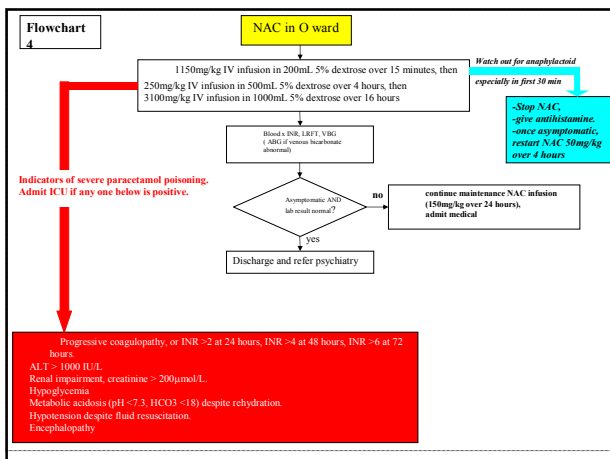 Flowchart
4
NAC in O ward
1150mg/kg IV infusion in 200mL 5% dextrose over 15 minutes, then
250mg/kg IV infusion in 500mL 5% dextrose over 4 hours, then
3100mg/kg IV infusion in 1000mL 5% dextrose over 16 hours
Watch out for anaphylactoid
especially in first 30 min
-Stop NAC,
-give antihistamine.
-once asymptomatic,
restart NAC 50mg/kg
over 4 hours
Blood x INR, LRFT, VBG
( ABG if venous bicarbonate
abnormal)
Indicators of severe paracetamol poisoning.
Admit ICU if any one below is positive.
Asymptomatic AND
lab result normal?
no
continue maintenance NAC infusion
(150mg/kg over 24 hours),
admit medical
yes
Discharge and refer psychiatry
Progressive coagulopathy, or INR >2 at 24 hours, INR >4 at 48 hours, INR >6 at 72
hours.
ALT > 1000 IU/L
Renal impairment, creatinine > 200µmol/L.
Hypoglycemia
Metabolic acidosis (pH <7.3, HCO3 <18) despite rehydration.
Hypotension despite fluid resuscitation.
Encephalopathy